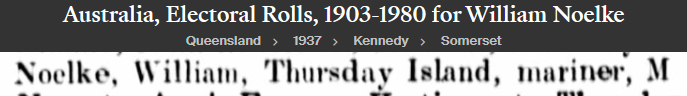 Australia, Electoral Rolls, 1903-1980 for William Noelke
Queensland > 1937 > Kennedy > Somerset
Noelke, William, Thursday Island, mariner, M